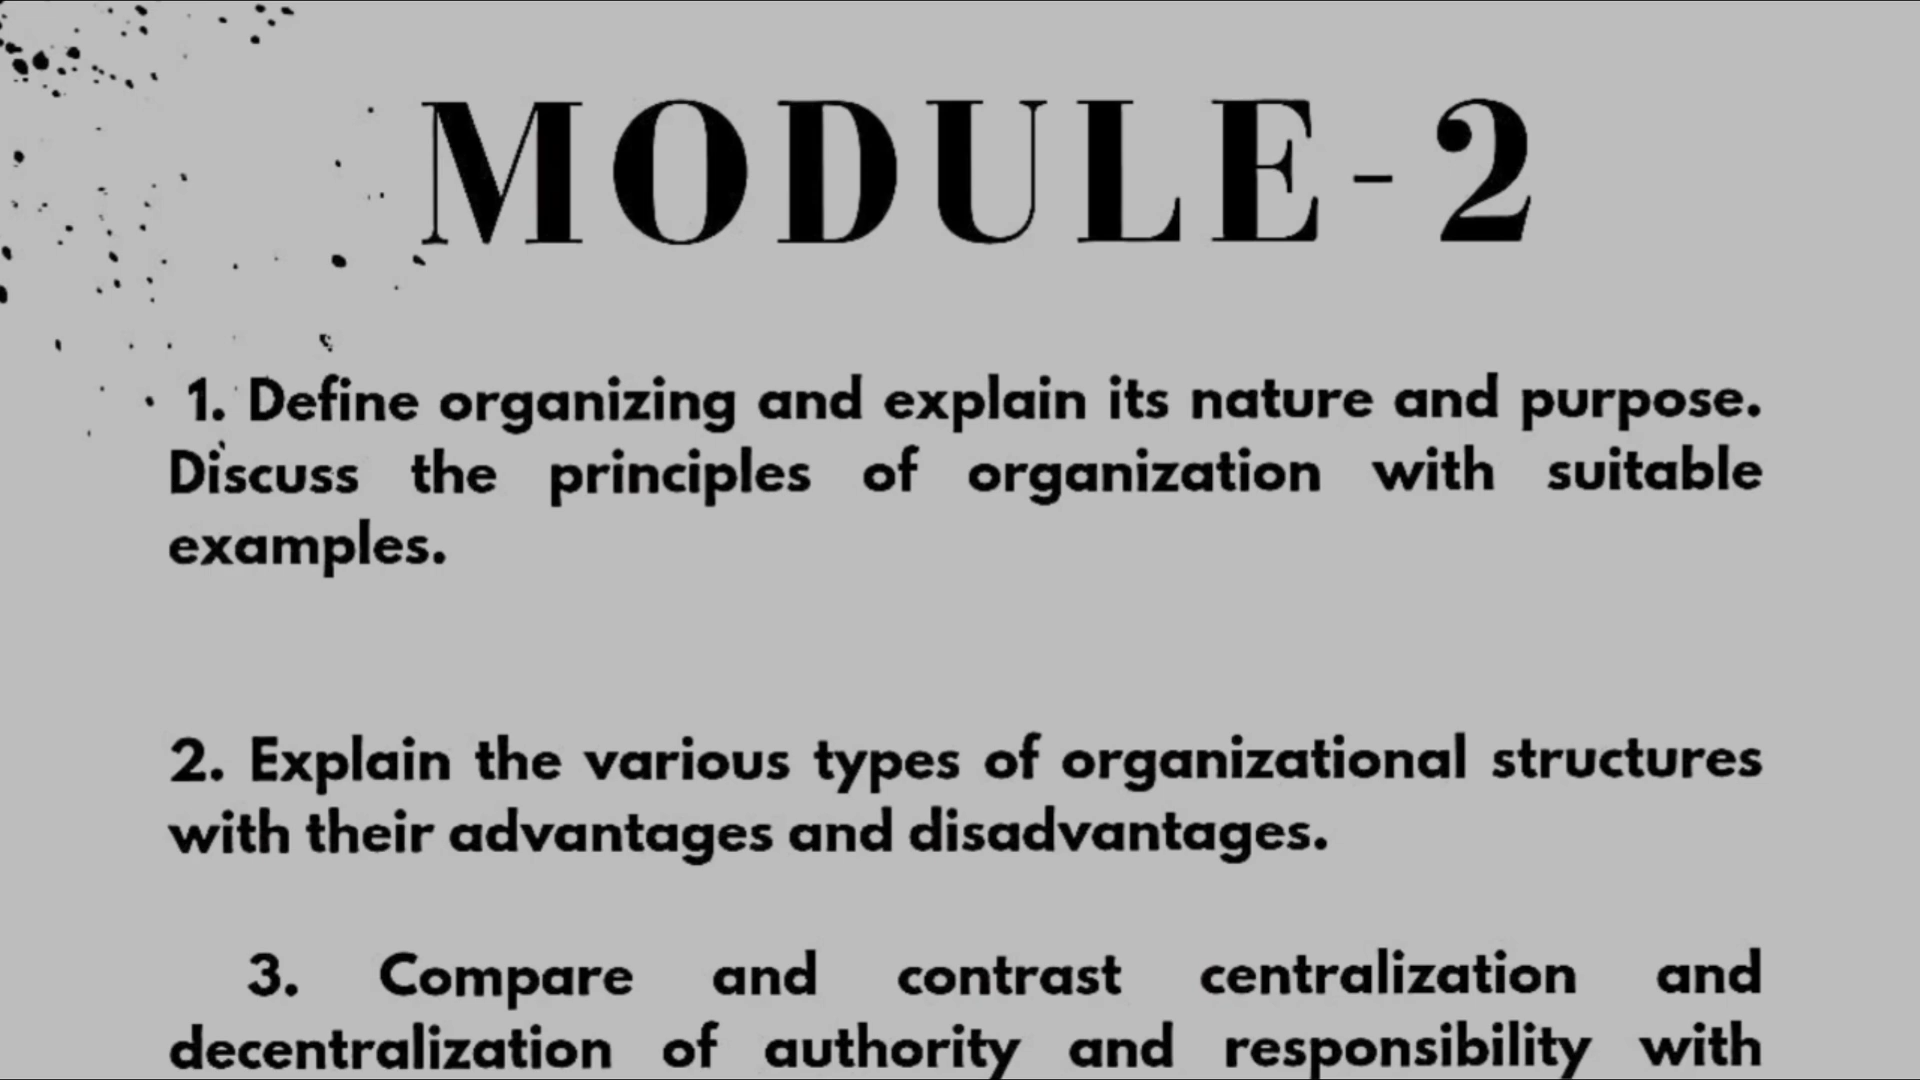 MODULE-2
1. Define organizing and explain its nature and purpose.
Discuss the principles of organization with suitable
examples.
2. Explain the various types of organizational structures
with their advantages and disadvantages.
3. Compare and contrast centralization and
decentralization of authority and responsibility with